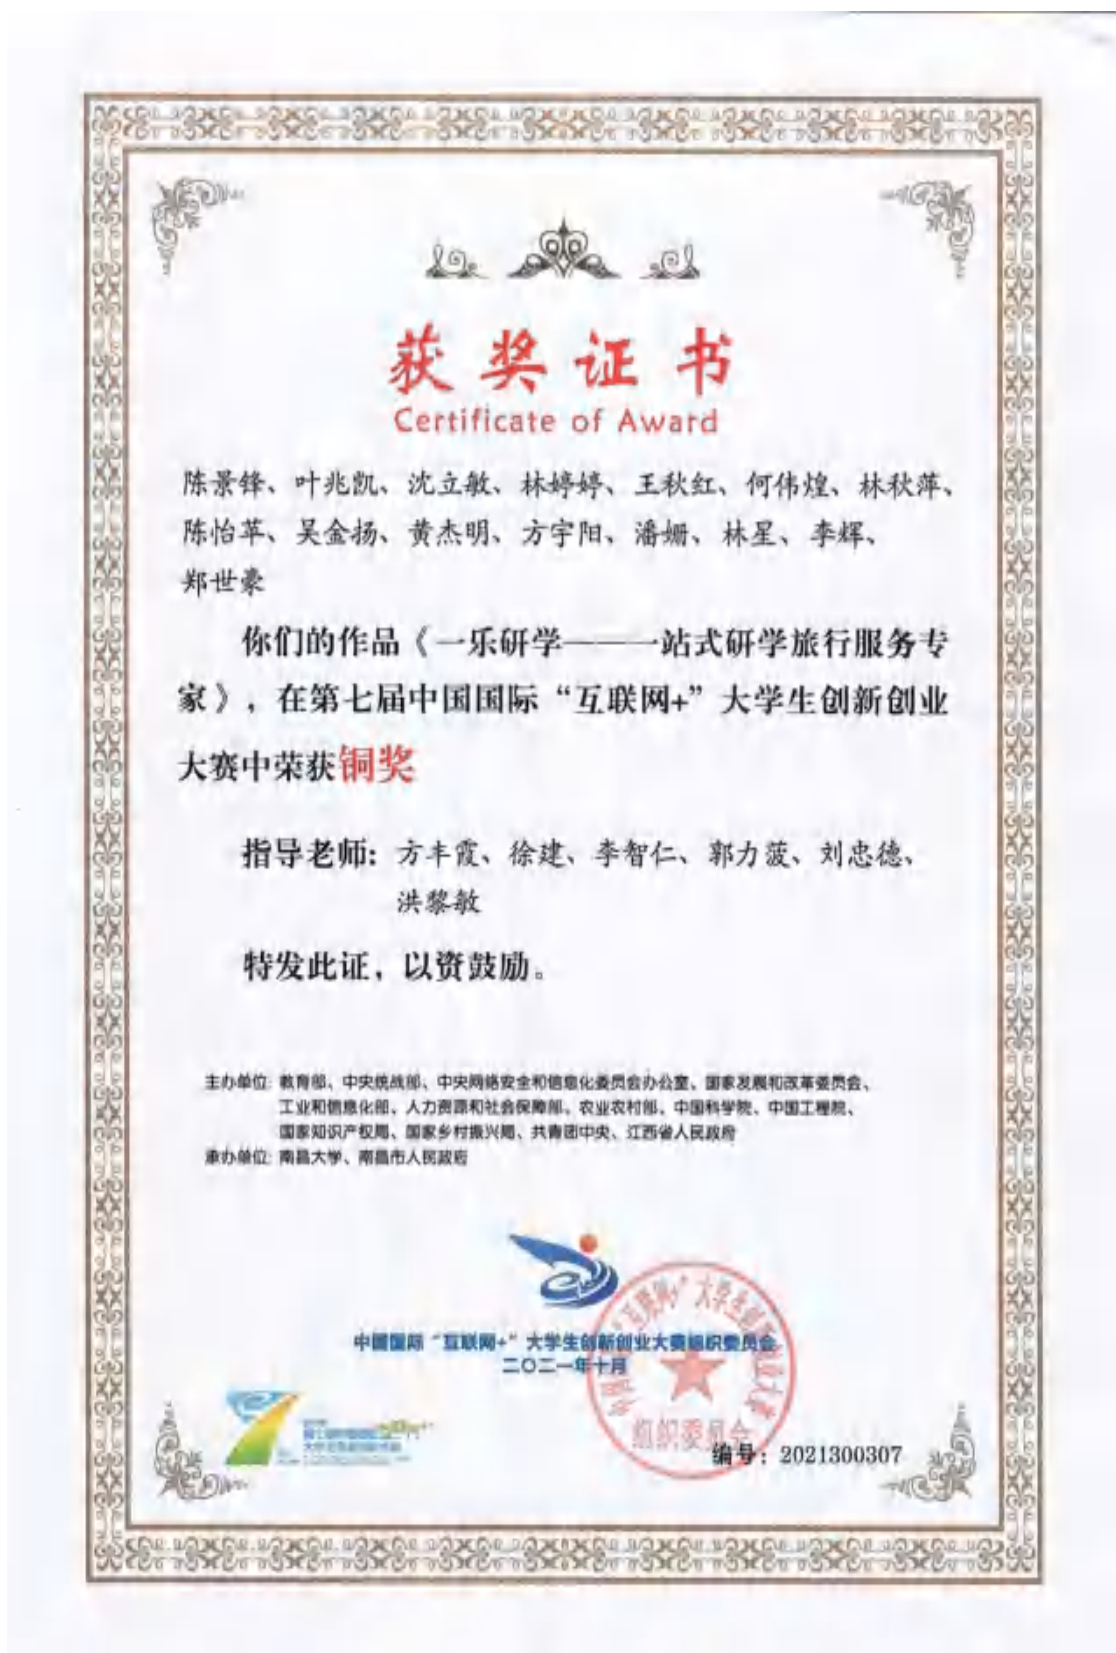 获奖证书
Certificate of Award
陈景锋、叶兆凯、沈立敏、林婷婷、王秋红、何伟煌、林秋萍、
陈怡苹、吴金扬、黄杰明、方宇阳、潘姗、林星、李辉、
郑世豪
你们的作品《一乐研学———一站式研学旅行服务专
家》，在第七届中国国际“互联网+”大学生创新创业
大赛中荣获铜奖
指导老师：方丰霞、徐建、李智仁、郭力菠、刘忠德、
洪黎敏
特发此证，以资鼓励。
主办单位：教育部、中央统战部、中央网络安全和信息化委员会办公室、国家发展和改革委员会、
工业和信息化部、人力资源和社会保障部、农业农村部、中国科学院、中国工程院、
国家知识产权局、国家乡村振兴局、共青团中央、江西省人民政府
承办单位：南昌大学、南昌市人民政府
中国国际“互联网+”大学生创新创业大赛组织委员会
二〇二一年十月
组织委员会
编号：2021300307